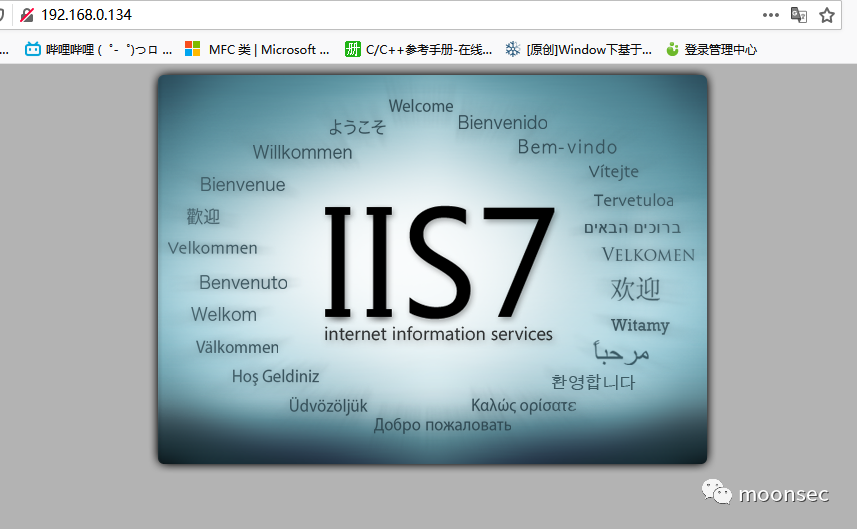 192.168.0.134
哔哩哔哩 ( ゜- ゜)つロ ...
MFC 类 | Microsoft ...
C/C++参考手册-在线...
[原创]Window下基于...
登录管理中心
Welcome
ようこそ
Bienvenido
Willkommen
Bem-vindo
Vítejte
Bienvenue
Tervetuloa
歡迎
ברוכים הבאים
Velkommen
VELKOMEN
IIS7
internet information services
Benvenuto
欢迎
Welkom
Witamy
Välkommen
مرحباً
Hoş Geldiniz
환영합니다
Üdvözöljük
Καλώς ορίσατε
Добро пожаловать
moonsec